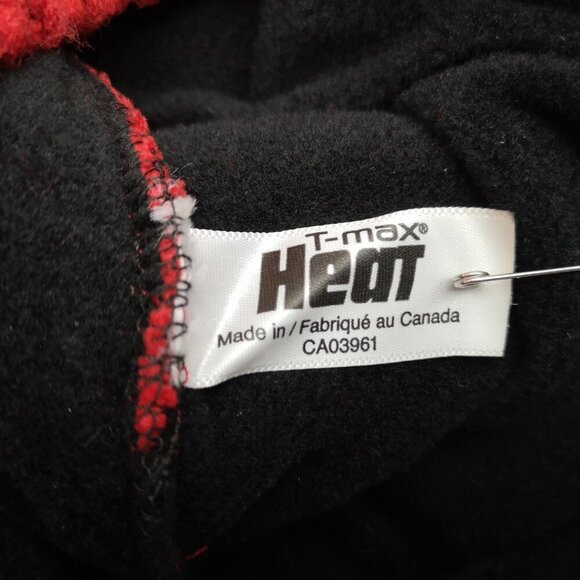 T-max®
Heat
Made in / Fabriqué au Canada
CA03961